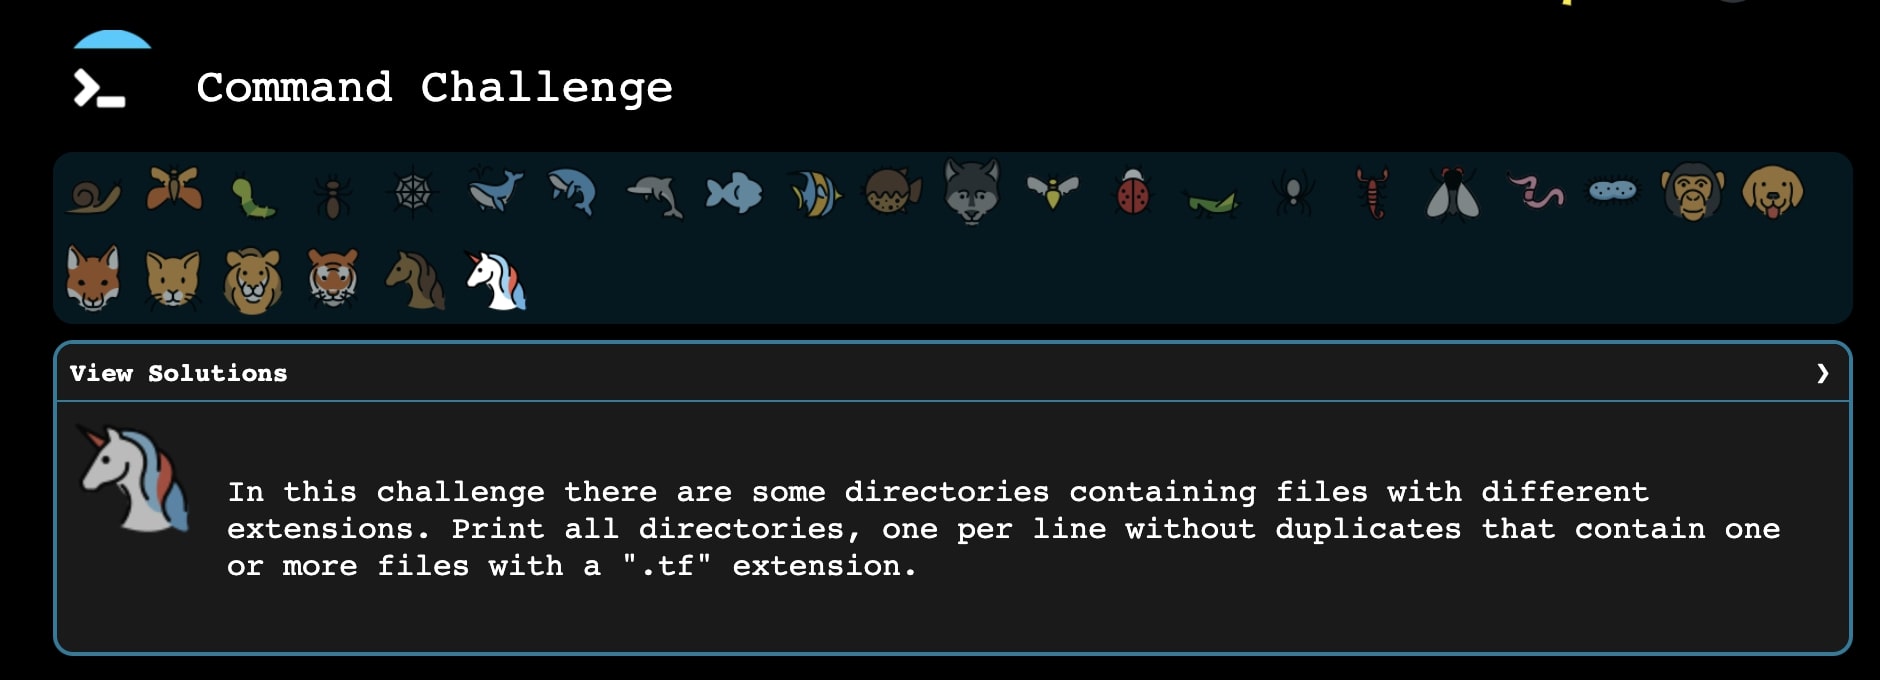 Command Challenge
View Solutions
In this challenge there are some directories containing files with different
extensions. Print all directories, one per line without duplicates that contain one
or more files with a ".tf" extension.